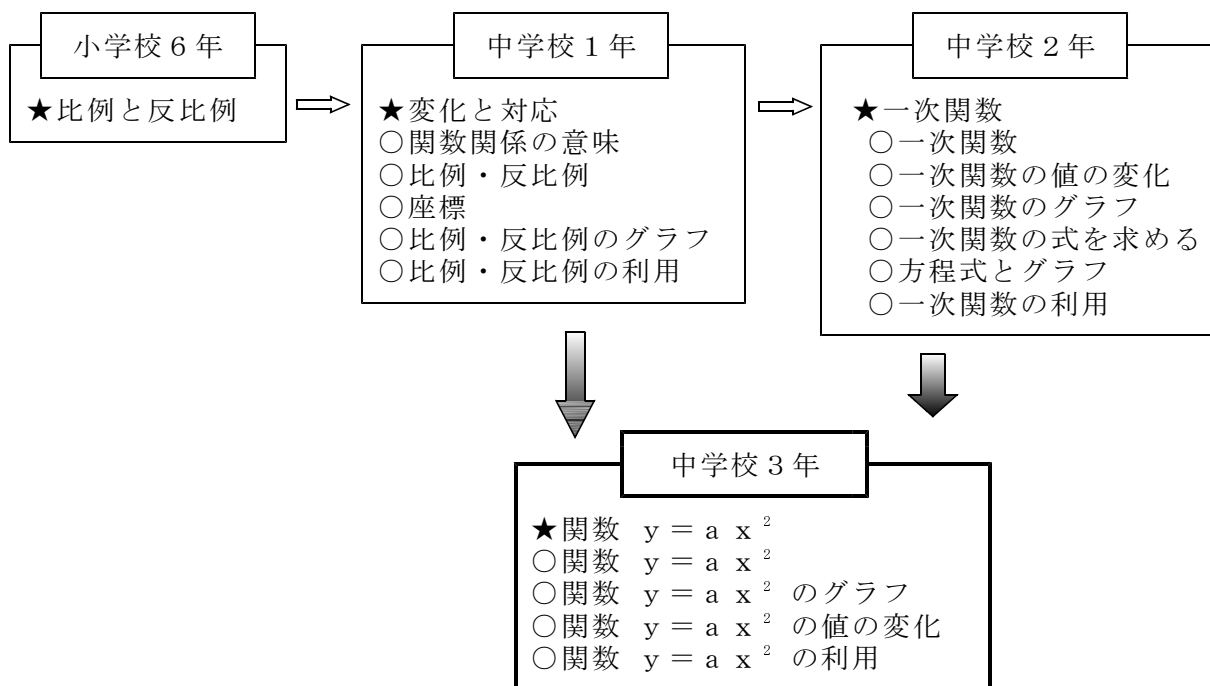 小学校６年
★比例と反比例
中学校１年
★変化と対応
○関数関係の意味
○比例・反比例
○座標
○比例・反比例のグラフ
○比例・反比例の利用
中学校２年
★一次関数
○一次関数
○一次関数の値の変化
○一次関数のグラフ
○一次関数の式を求める
○方程式とグラフ
○一次関数の利用
中学校３年
★関数 ｙ＝ａｘ²
○関数 ｙ＝ａｘ²
○関数 ｙ＝ａｘ² のグラフ
○関数 ｙ＝ａｘ² の値の変化
○関数 ｙ＝ａｘ² の利用